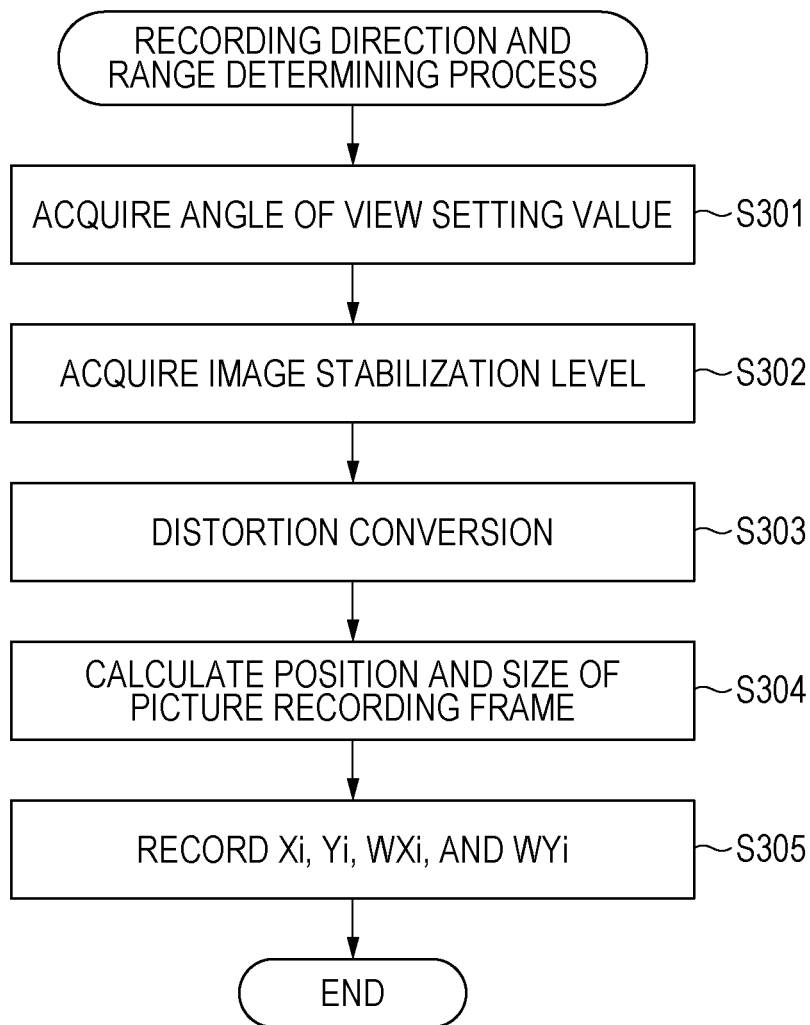 RECORDING DIRECTION AND
RANGE DETERMINING PROCESS
ACQUIRE ANGLE OF VIEW SETTING VALUE
S301
ACQUIRE IMAGE STABILIZATION LEVEL
S302
DISTORTION CONVERSION
S303
CALCULATE POSITION AND SIZE OF
PICTURE RECORDING FRAME
S304
RECORD Xi, Yi, WXi, AND WYi
S305
END